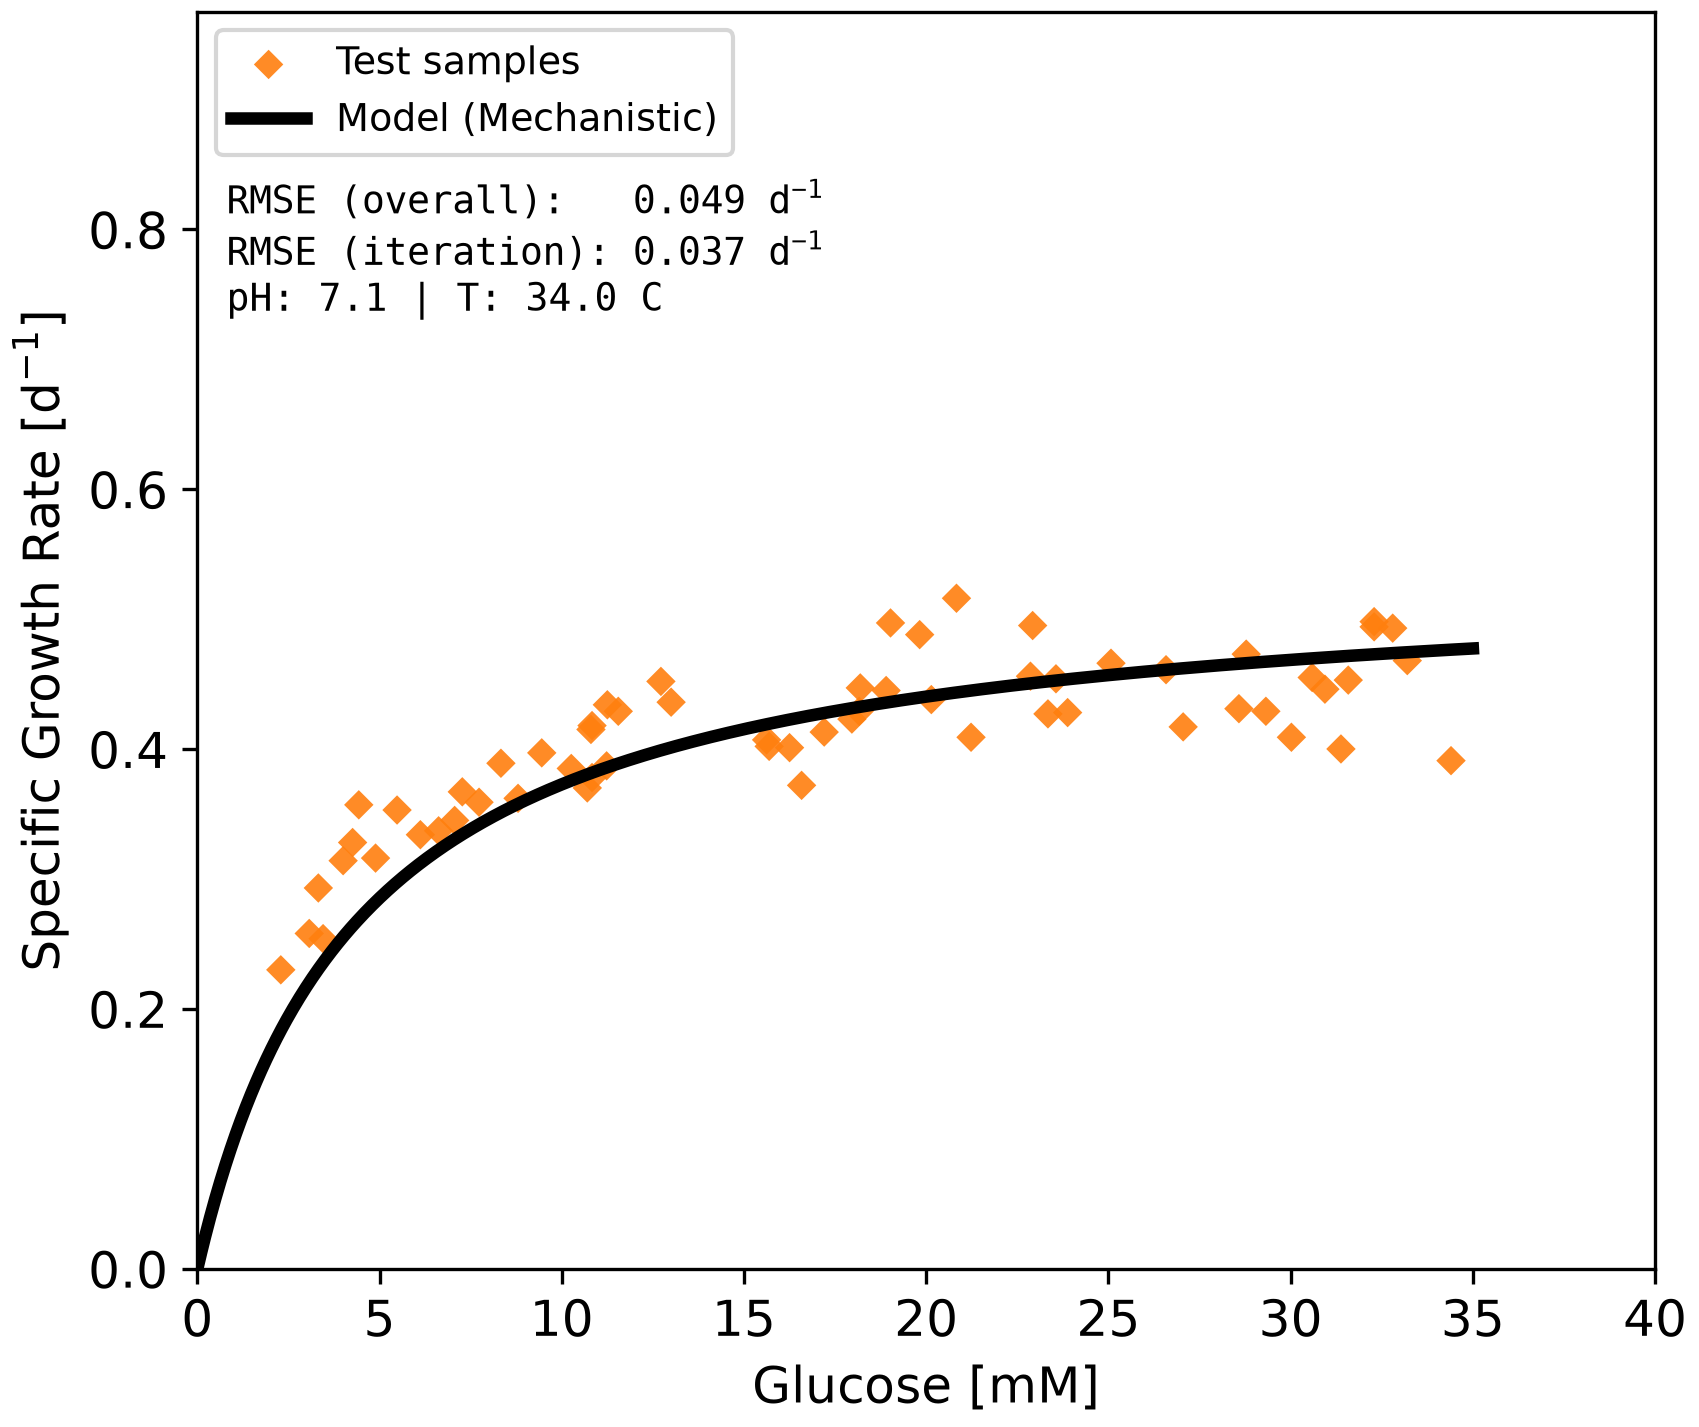 Test samples
Model (Mechanistic)
RMSE (overall):   0.049 d⁻¹
RMSE (iteration): 0.037 d⁻¹
pH: 7.1 | T: 34.0 C
Specific Growth Rate [d⁻¹]
0.8
0.6
0.4
0.2
0.0
0 5 10 15 20 25 30 35 40
Glucose [mM]